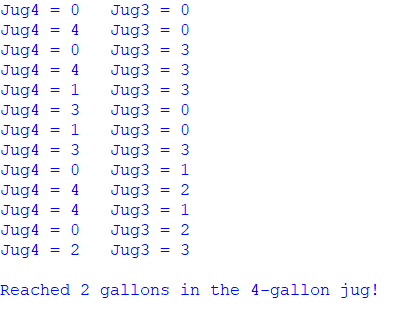 Jug4 = 0   Jug3 = 0
Jug4 = 4   Jug3 = 0
Jug4 = 0   Jug3 = 3
Jug4 = 4   Jug3 = 3
Jug4 = 1   Jug3 = 3
Jug4 = 3   Jug3 = 0
Jug4 = 1   Jug3 = 0
Jug4 = 3   Jug3 = 3
Jug4 = 0   Jug3 = 1
Jug4 = 4   Jug3 = 2
Jug4 = 4   Jug3 = 1
Jug4 = 0   Jug3 = 2
Jug4 = 2   Jug3 = 3
Reached 2 gallons in the 4-gallon jug!